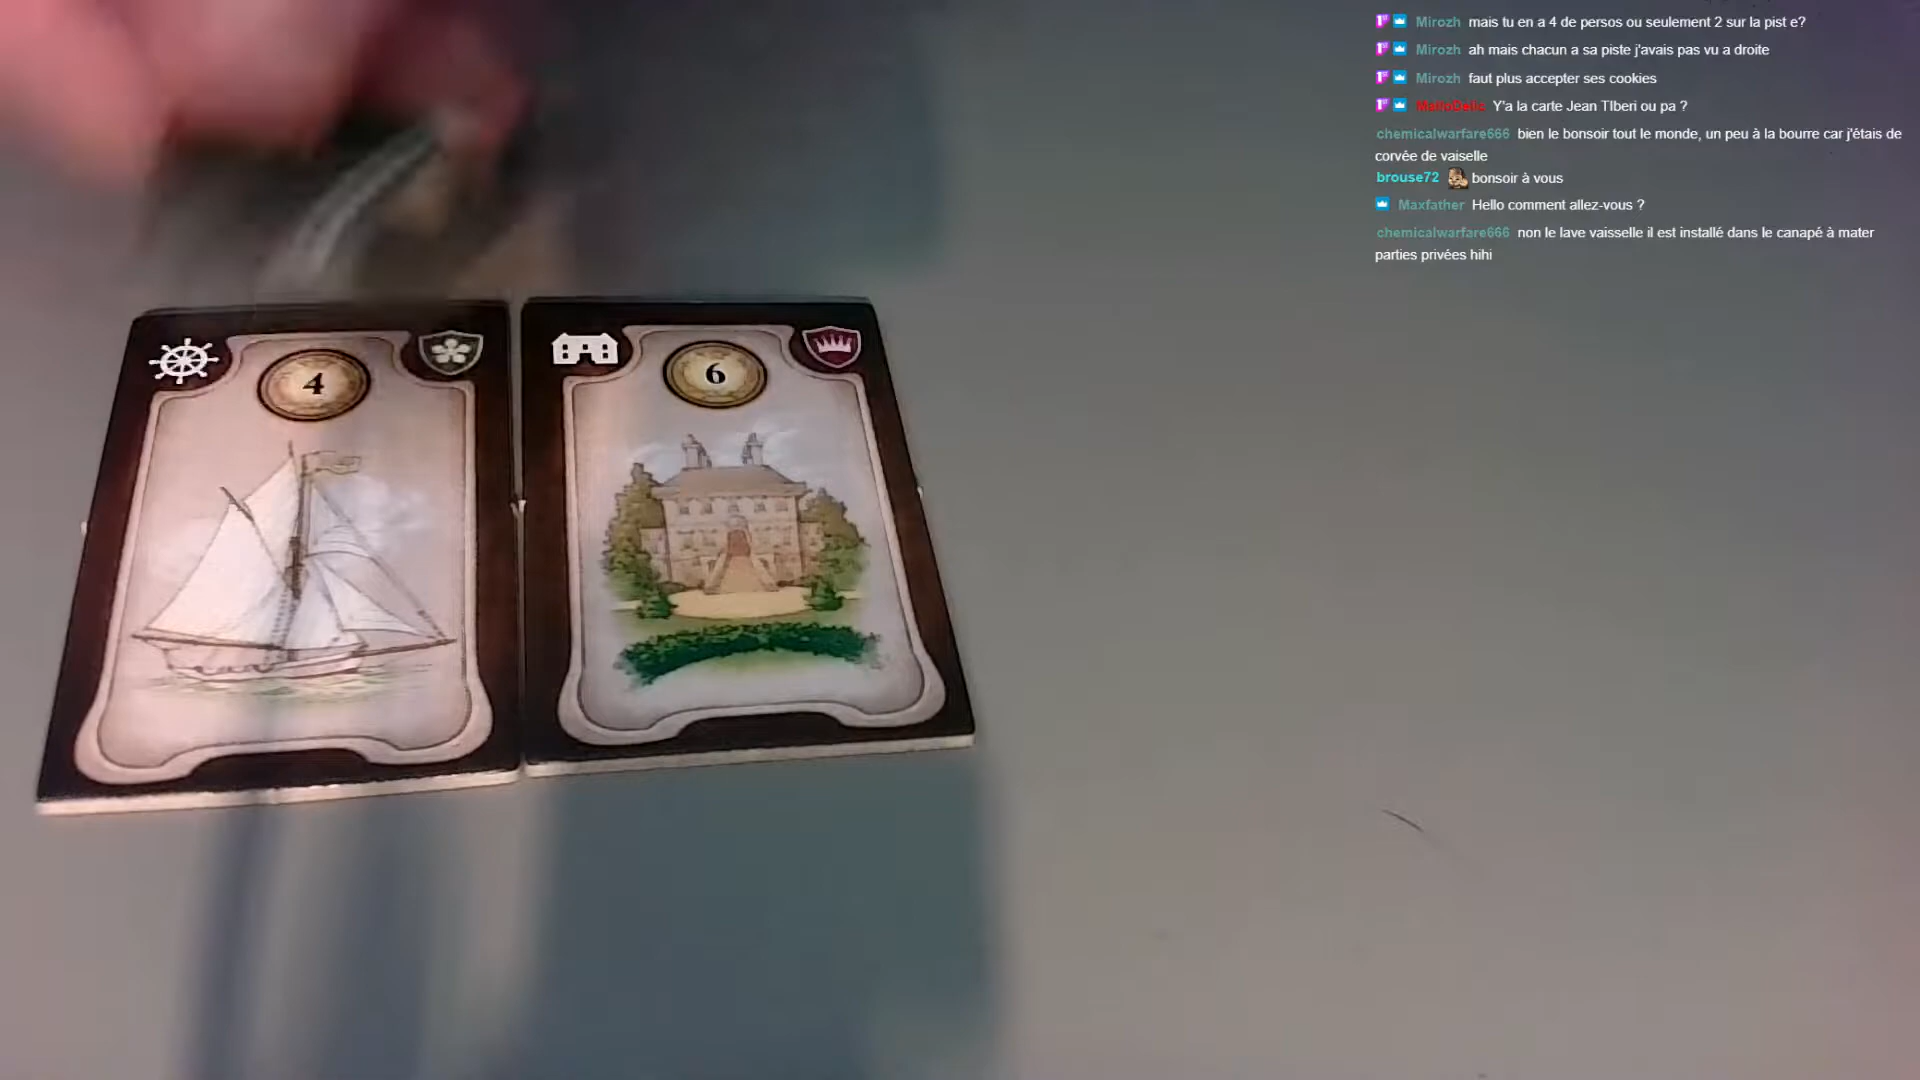 Mirozh mais tu en a 4 de persos ou seulement 2 sur la pist e?
Mirozh ah mais chacun a sa piste j'avais pas vu a droite
Mirozh faut plus accepter ses cookies
Y'a la carte Jean TIberi ou pa ?
chemicalwarfare666 bien le bonsoir tout le monde, un peu à la bourre car j'étais de
corvée de vaiselle
brouse72 bonsoir à vous
Maxfather Hello comment allez-vous ?
chemicalwarfare666 non le lave vaisselle il est installé dans le canapé à mater
parties privées hihi
4
6